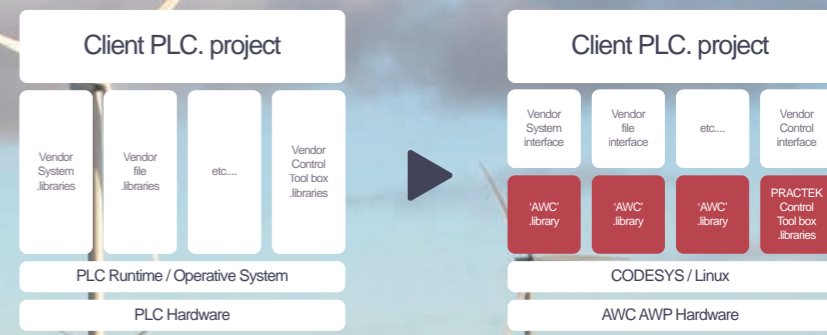 Client PLC. project
Vendor
System
.libraries
Vendor
file
.libraries
etc....
Vendor
Control
Tool box
.libraries
PLC Runtime / Operative System
PLC Hardware
Client PLC. project
Vendor
System
interface
Vendor
file
interface
etc....
Vendor
Control
interface
‘AWC’
.library
‘AWC’
.library
‘AWC’
.library
PRACTEK
Control
Tool box
.libraries
CODESYS / Linux
AWC AWP Hardware